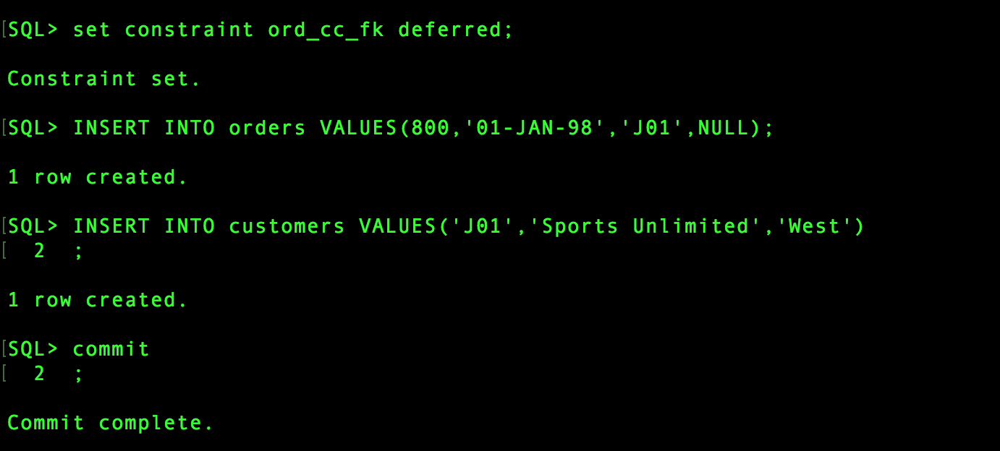 [SQL> set constraint ord_cc_fk deferred;
Constraint set.
[SQL> INSERT INTO orders VALUES(800,'01-JAN-98','J01',NULL);
1 row created.
[SQL> INSERT INTO customers VALUES('J01','Sports Unlimited','West')
[  2  ;
1 row created.
[SQL> commit
[  2  ;
Commit complete.